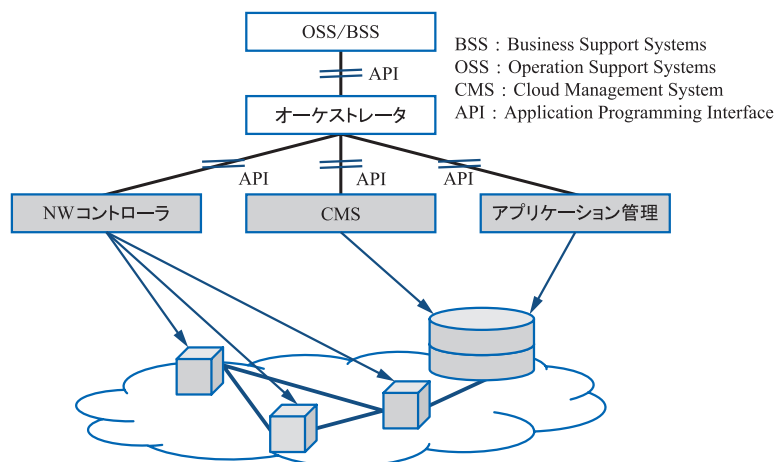 OSS/BSS
BSS：Business Support Systems
OSS：Operation Support Systems
CMS：Cloud Management System
API：Application Programming Interface
API
オーケストレータ
API
API
API
NWコントローラ
CMS
アプリケーション管理